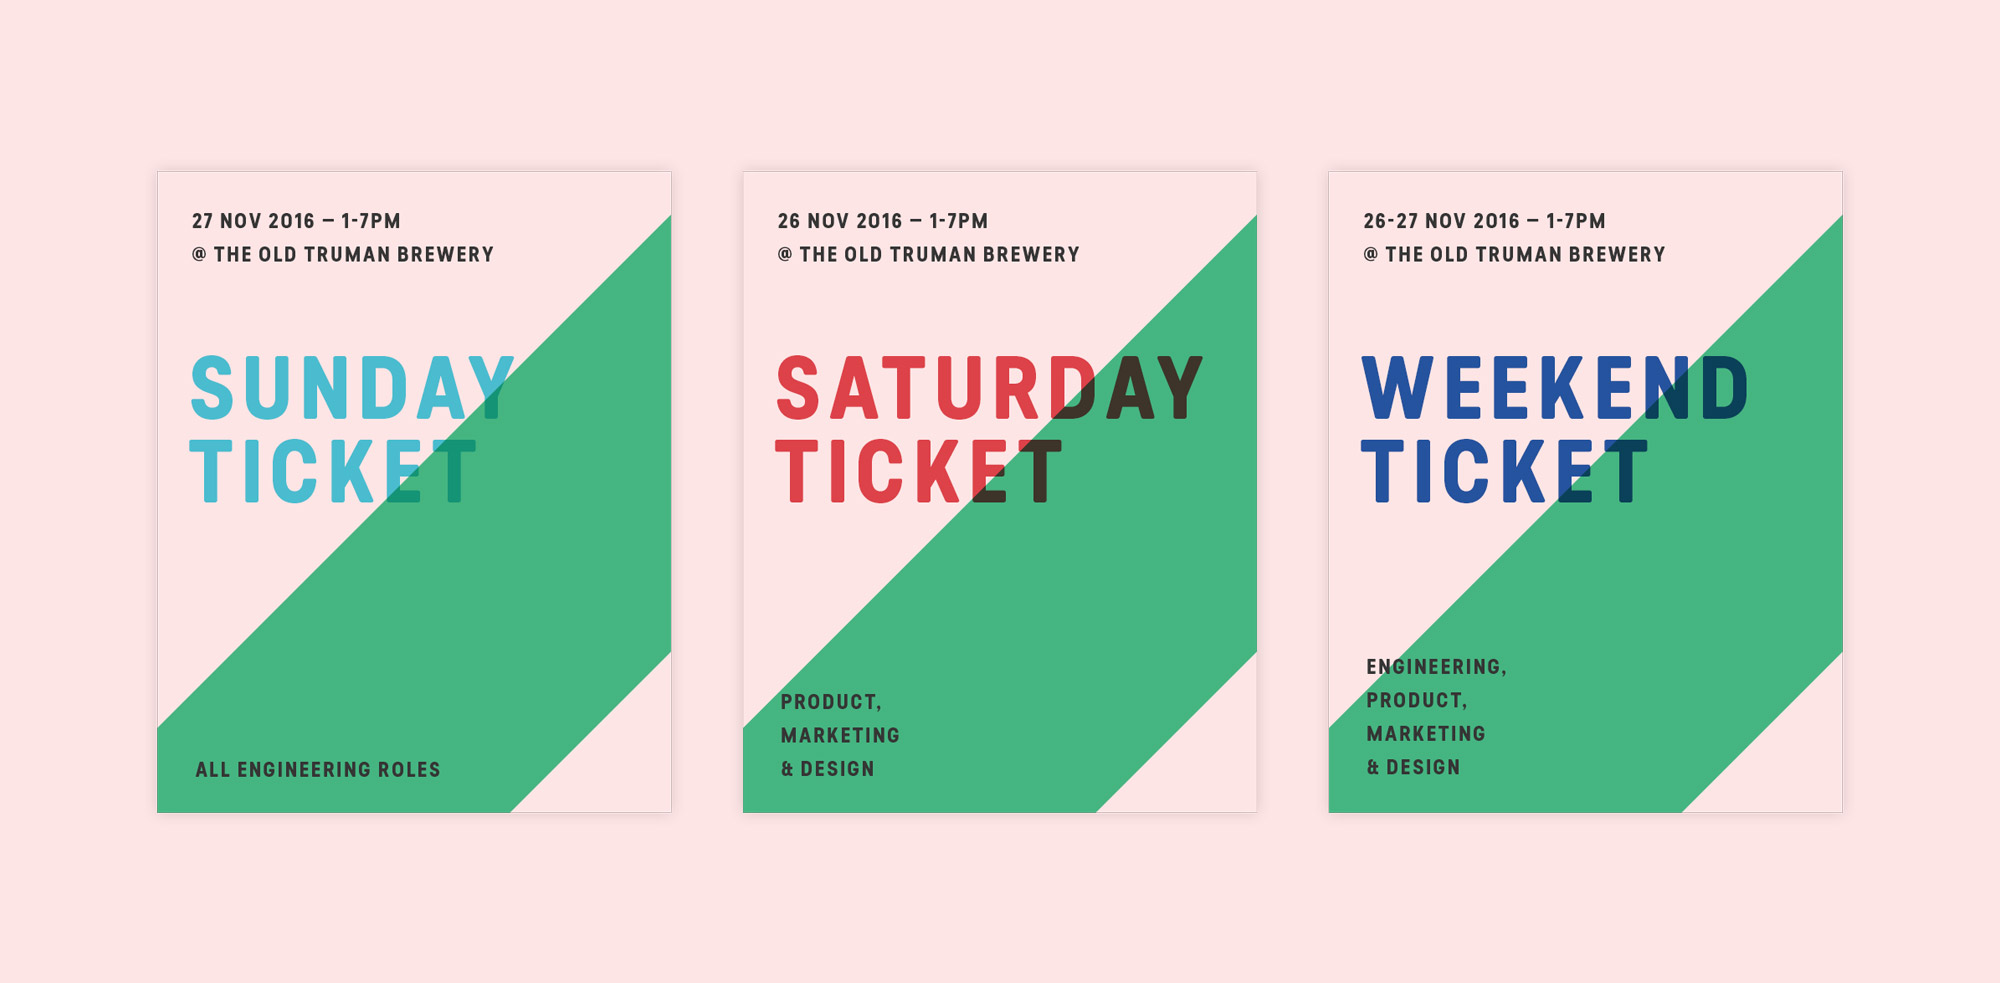 27 NOV 2016 – 1-7PM
@ THE OLD TRUMAN BREWERY
SUNDAY
TICKET
ALL ENGINEERING ROLES
26 NOV 2016 – 1-7PM
@ THE OLD TRUMAN BREWERY
SATURDAY
TICKET
PRODUCT,
MARKETING
& DESIGN
26-27 NOV 2016 – 1-7PM
@ THE OLD TRUMAN BREWERY
WEEKEND
TICKET
ENGINEERING,
PRODUCT,
MARKETING
& DESIGN